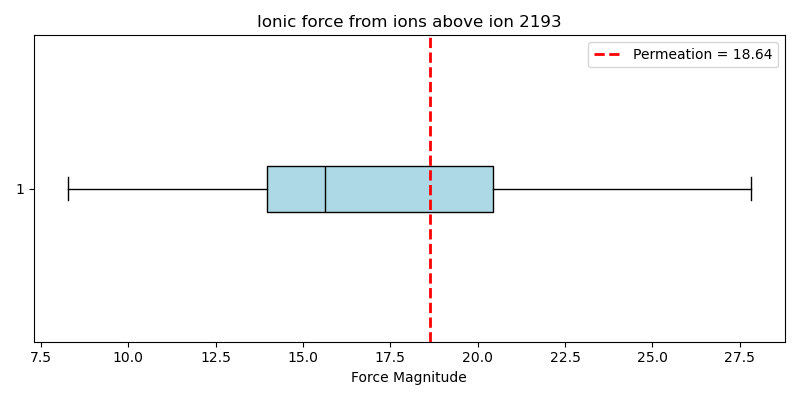 Ionic force from ions above ion 2193
Permeation = 18.64
1
7.5 10.0 12.5 15.0 17.5 20.0 22.5 25.0 27.5
Force Magnitude